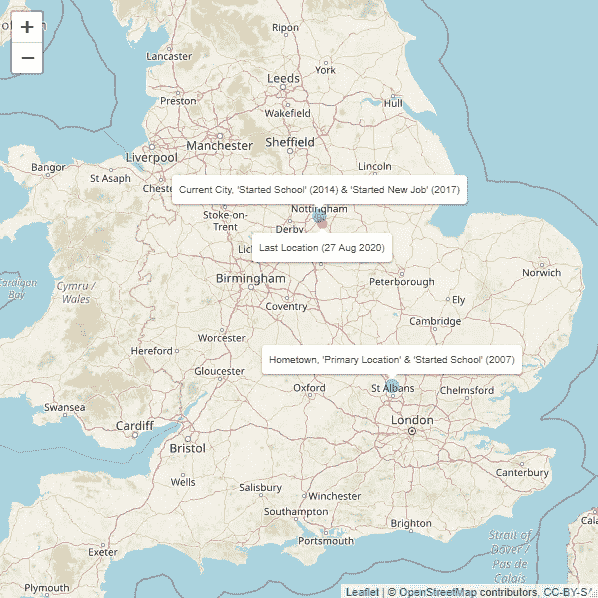 +
−
Ripon
Lancaster
York
Leeds
Preston
Hull
Wakefield
Manchester
Liverpool
Sheffield
Bangor
St Asaph
Cheste
Lincoln
Current City, 'Started School' (2014) & 'Started New Job' (2017)
Stoke-on-
Trent
Nottingham
Derby
Lic
Last Location (27 Aug 2020)
Norwich
Cardigan
Bay
Cymru /
Wales
Birmingham
Peterborough
Ely
Coventry
Cambridge
Worcester
Hereford
Hometown, 'Primary Location' & 'Started School' (2007)
Gloucester
Oxford
St Albans
Chelmsford
Swansea
Cardiff
London
Bristol
Wells
Canterbury
Salisbury
Winchester
Southampton
Brighton
Portsmouth
Strait of
Dover /
Pas de
Calais
Cala
Exeter
Plymouth
Leaflet | © OpenStreetMap contributors, CC-BY-SA